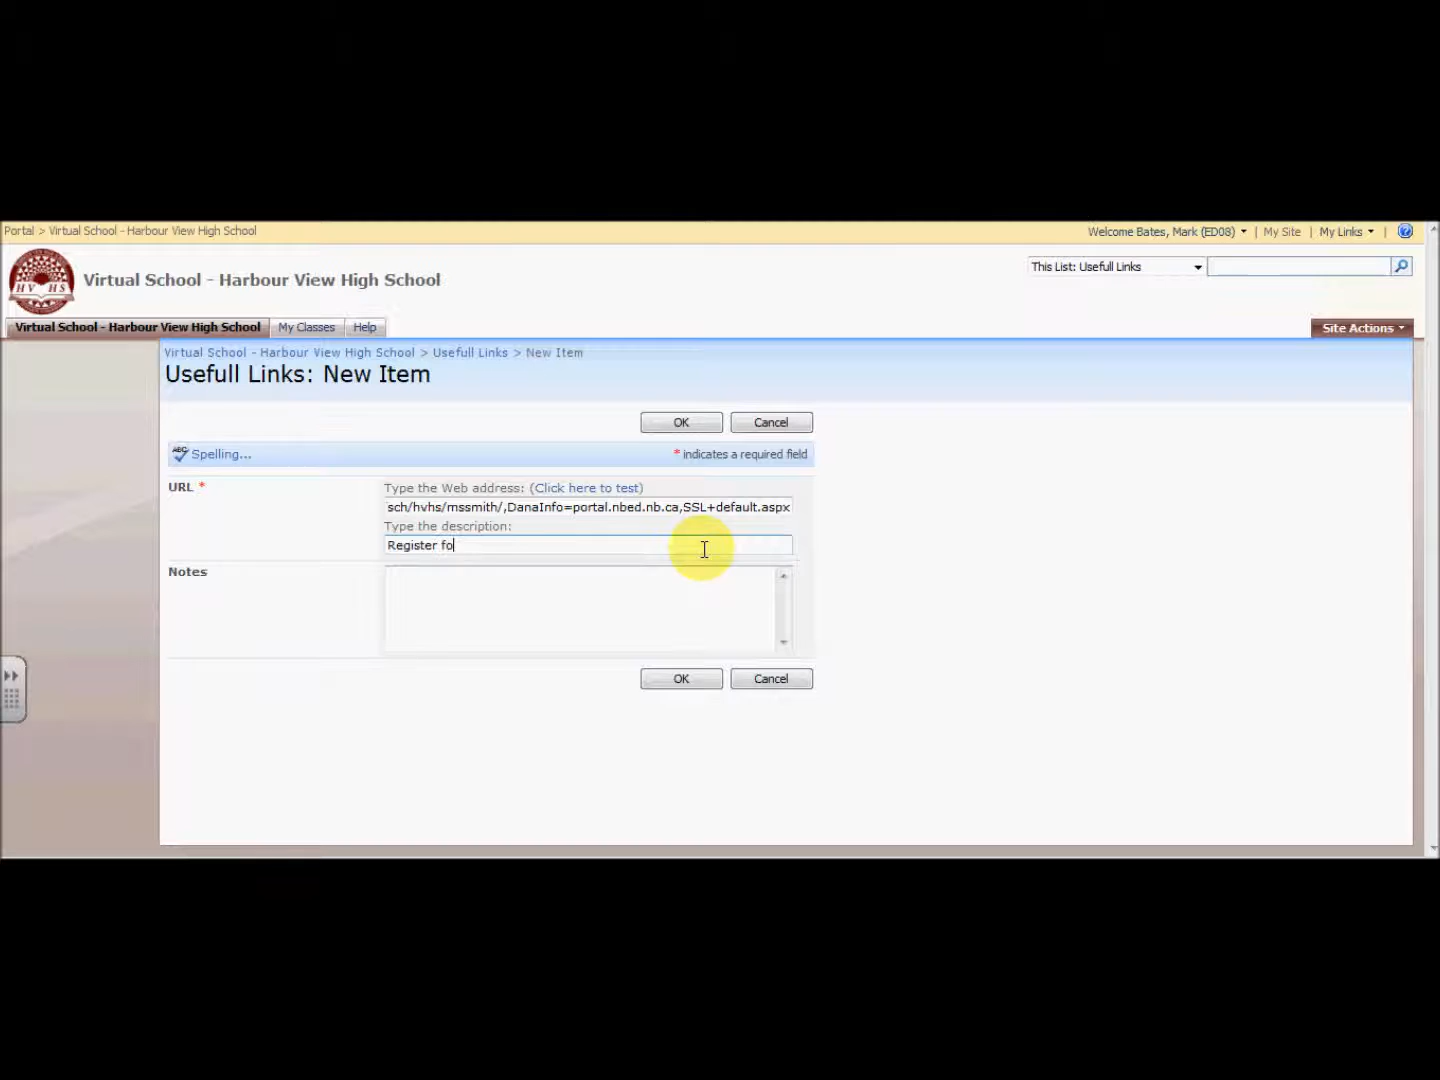 Portal > Virtual School - Harbour View High School
Welcome Bates, Mark (ED08) | My Site | My Links |
HV HS
Virtual School - Harbour View High School
This List: Usefull Links
Virtual School - Harbour View High School My Classes Help
Site Actions
Virtual School - Harbour View High School > Usefull Links > New Item
Usefull Links: New Item
OK Cancel
ABC Spelling... * indicates a required field
URL * Type the Web address: (Click here to test)
sch/hvhs/mssmith/,DanaInfo=portal.nbed.nb.ca,SSL+default.aspx
Type the description:
Register fo
Notes
OK Cancel